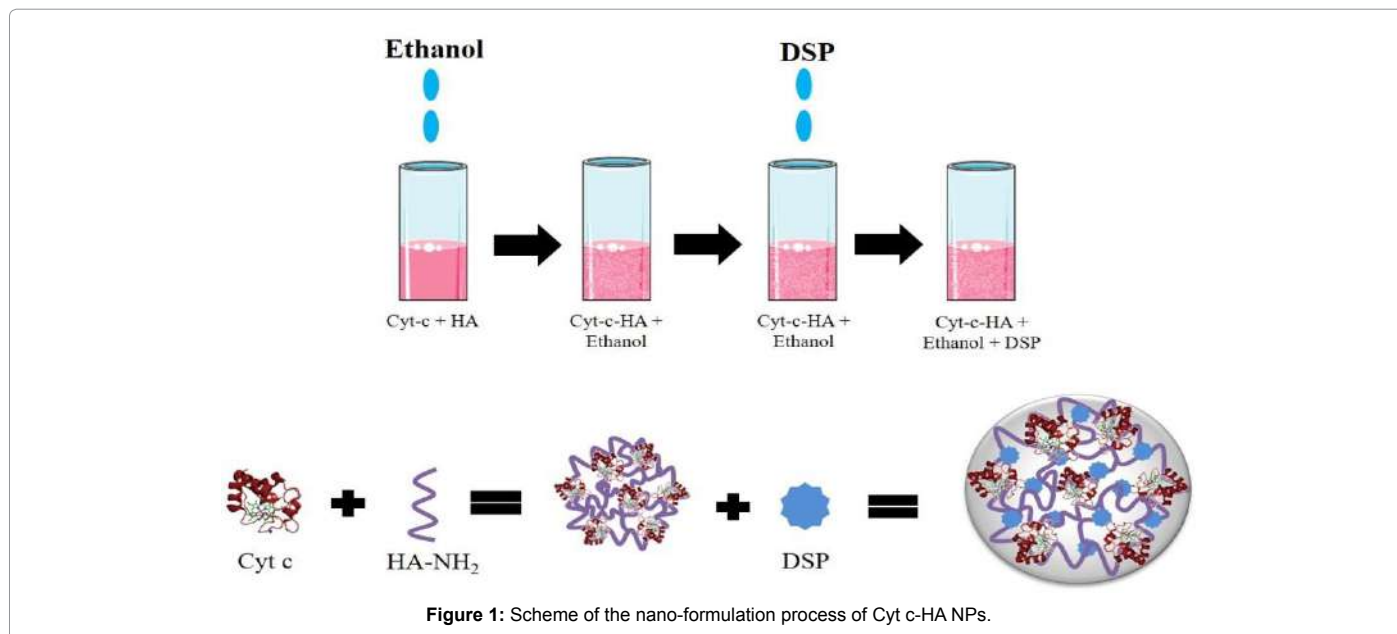 Ethanol
DSP
Cyt-c + HA
Cyt-c-HA +
Ethanol
Cyt-c-HA +
Ethanol
Cyt-c-HA +
Ethanol + DSP
Cyt c
HA-NH₂
DSP
Figure 1: Scheme of the nano-formulation process of Cyt c-HA NPs.